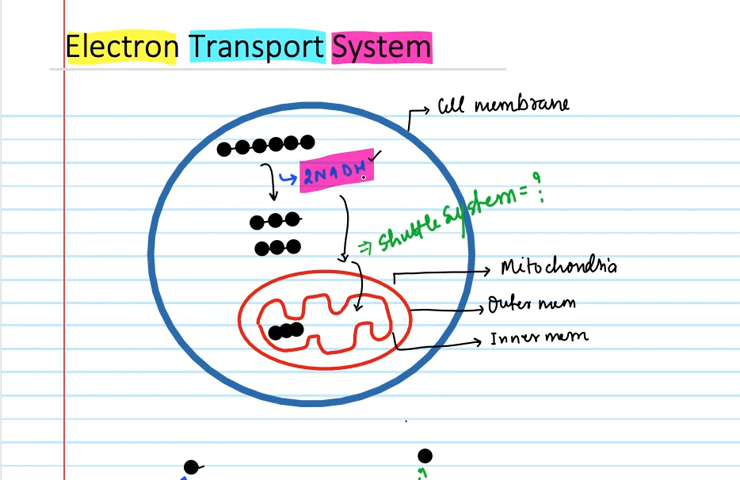 Electron Transport System
Cell membrane
2NADH
⇒ Shuttle System = ?
Mitochondria
Outer mem
Inner mem